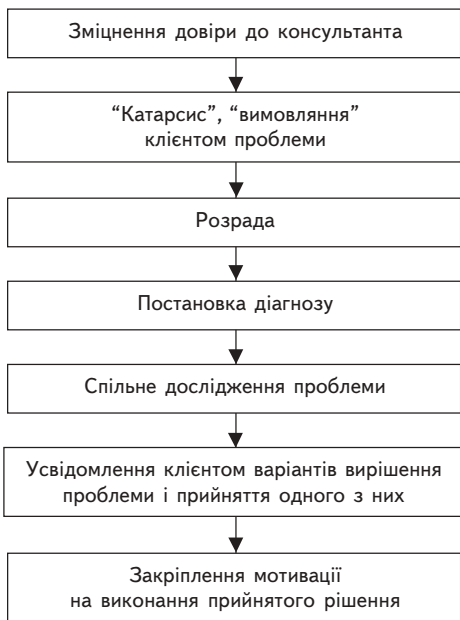 Зміцнення довіри до консультанта
“Катарсис”, “вимовляння”
клієнтом проблеми
Розрада
Постановка діагнозу
Спільне дослідження проблеми
Усвідомлення клієнтом варіантів вирішення
проблеми і прийняття одного з них
Закріплення мотивації
на виконання прийнятого рішення